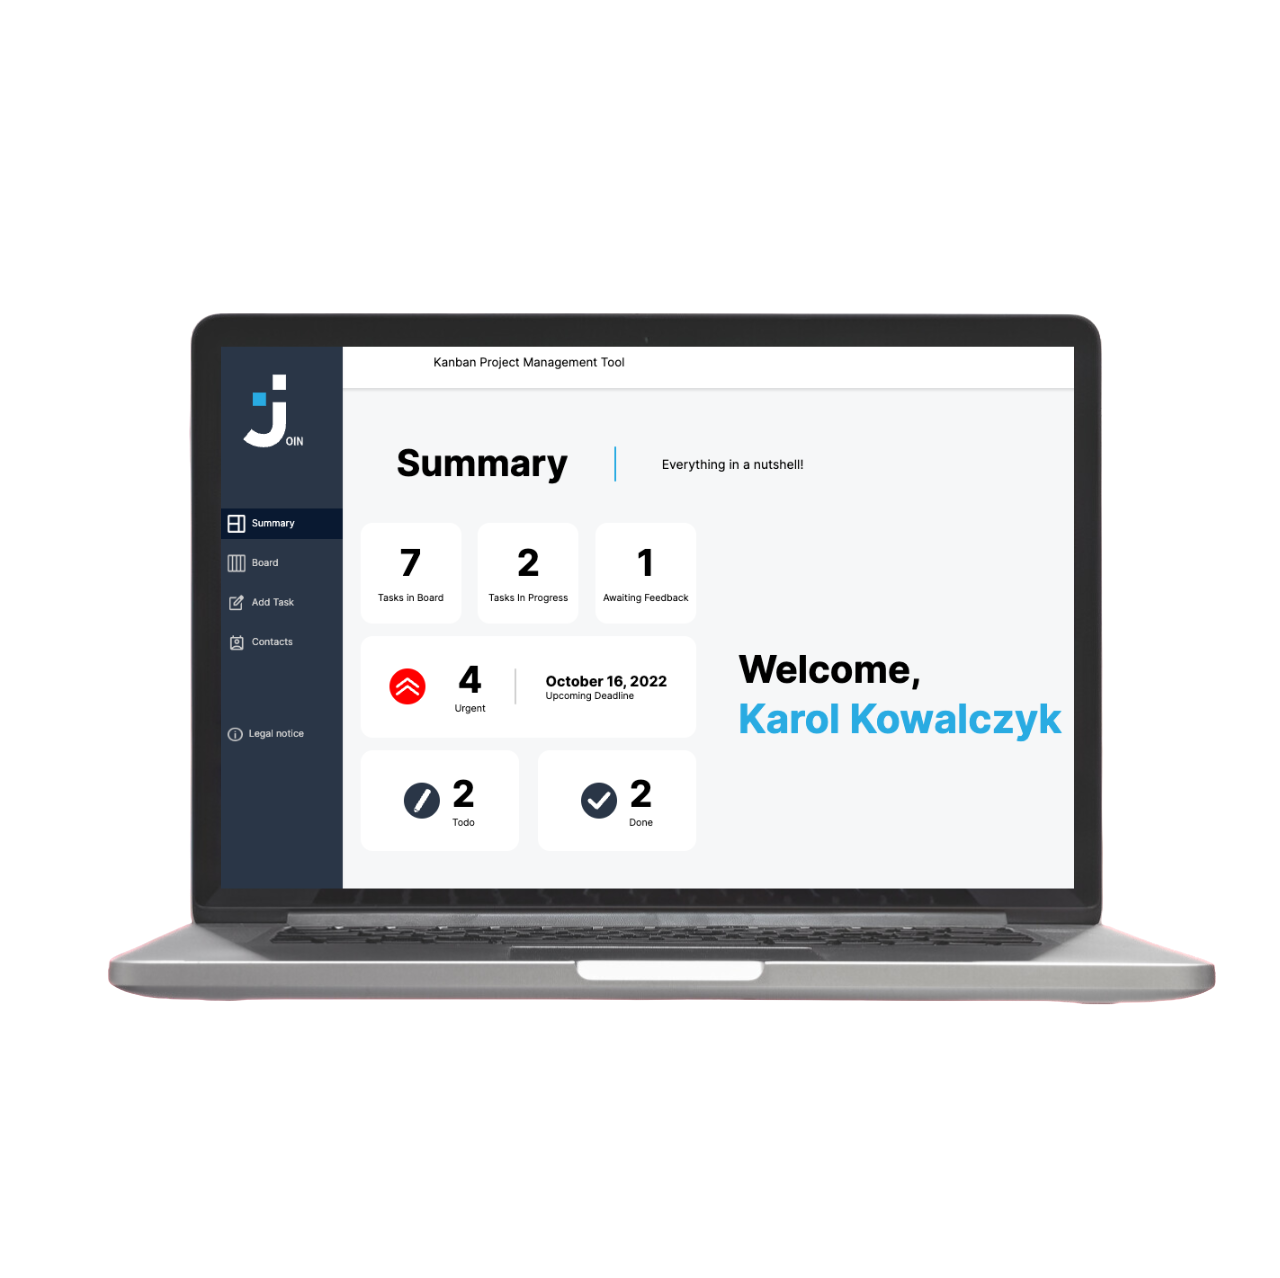 Kanban Project Management Tool
OIN
Summary
Everything in a nutshell!
Summary
Board
Add Task
Contacts
Legal notice
7
Tasks in Board
2
Tasks In Progress
1
Awaiting Feedback
4
Urgent
October 16, 2022
Upcoming Deadline
2
Todo
2
Done
Welcome,
Karol Kowalczyk